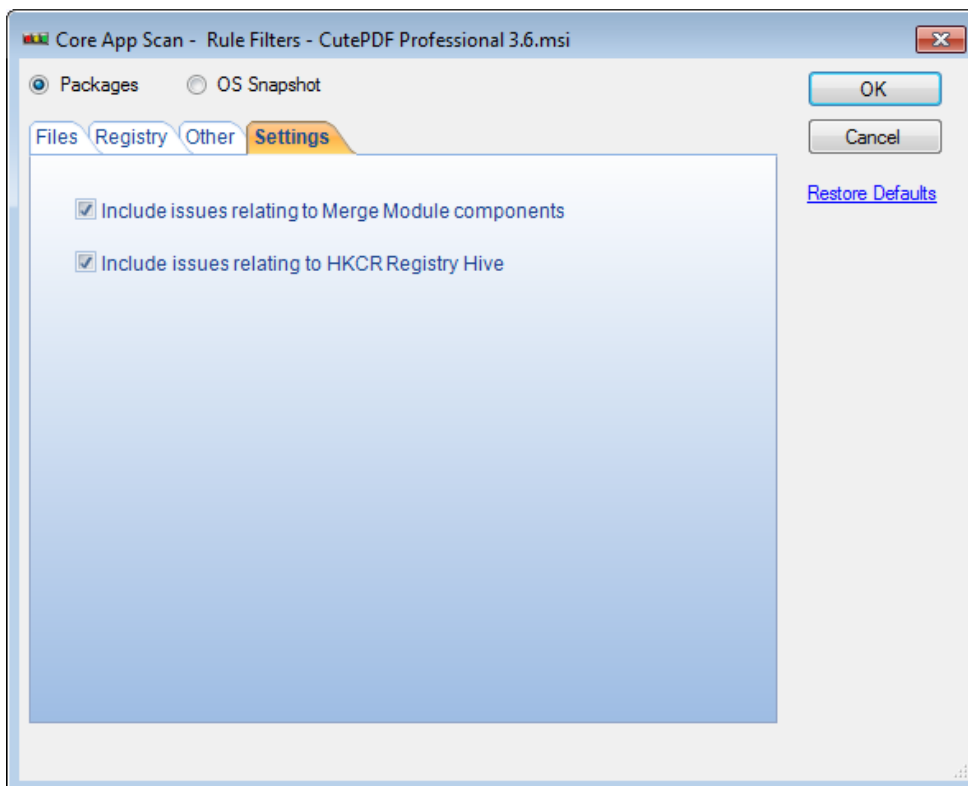 Core App Scan -  Rule Filters - CutePDF Professional 3.6.msi
Packages OS Snapshot
OK
Files Registry Other Settings
Cancel
Restore Defaults
Include issues relating to Merge Module components
Include issues relating to HKCR Registry Hive